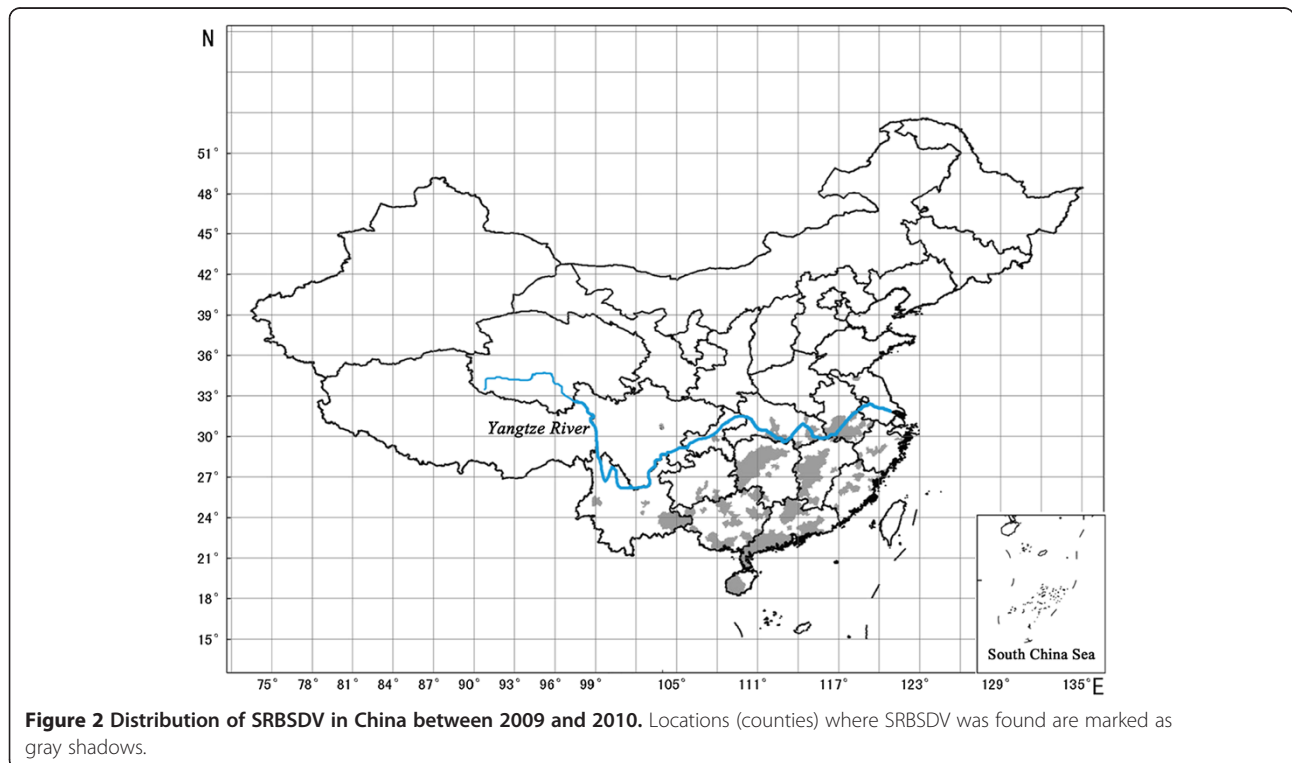 N
51°
48°
45°
42°
39°
36°
33°
30°
27°
24°
21°
18°
15°
Yangtze River
South China Sea
75° 78° 81° 84° 87° 90° 93° 96° 99° 105° 111° 117° 123° 129° 135° E
Figure 2 Distribution of SRBSDV in China between 2009 and 2010. Locations (counties) where SRBSDV was found are marked as
gray shadows.